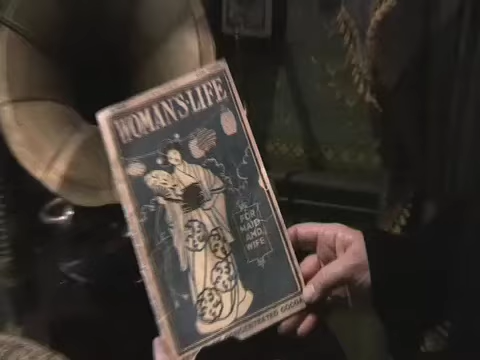 WOMAN'S·LIFE
FOR
MAID
AND
WIFE
CONCENTRATED COCOA